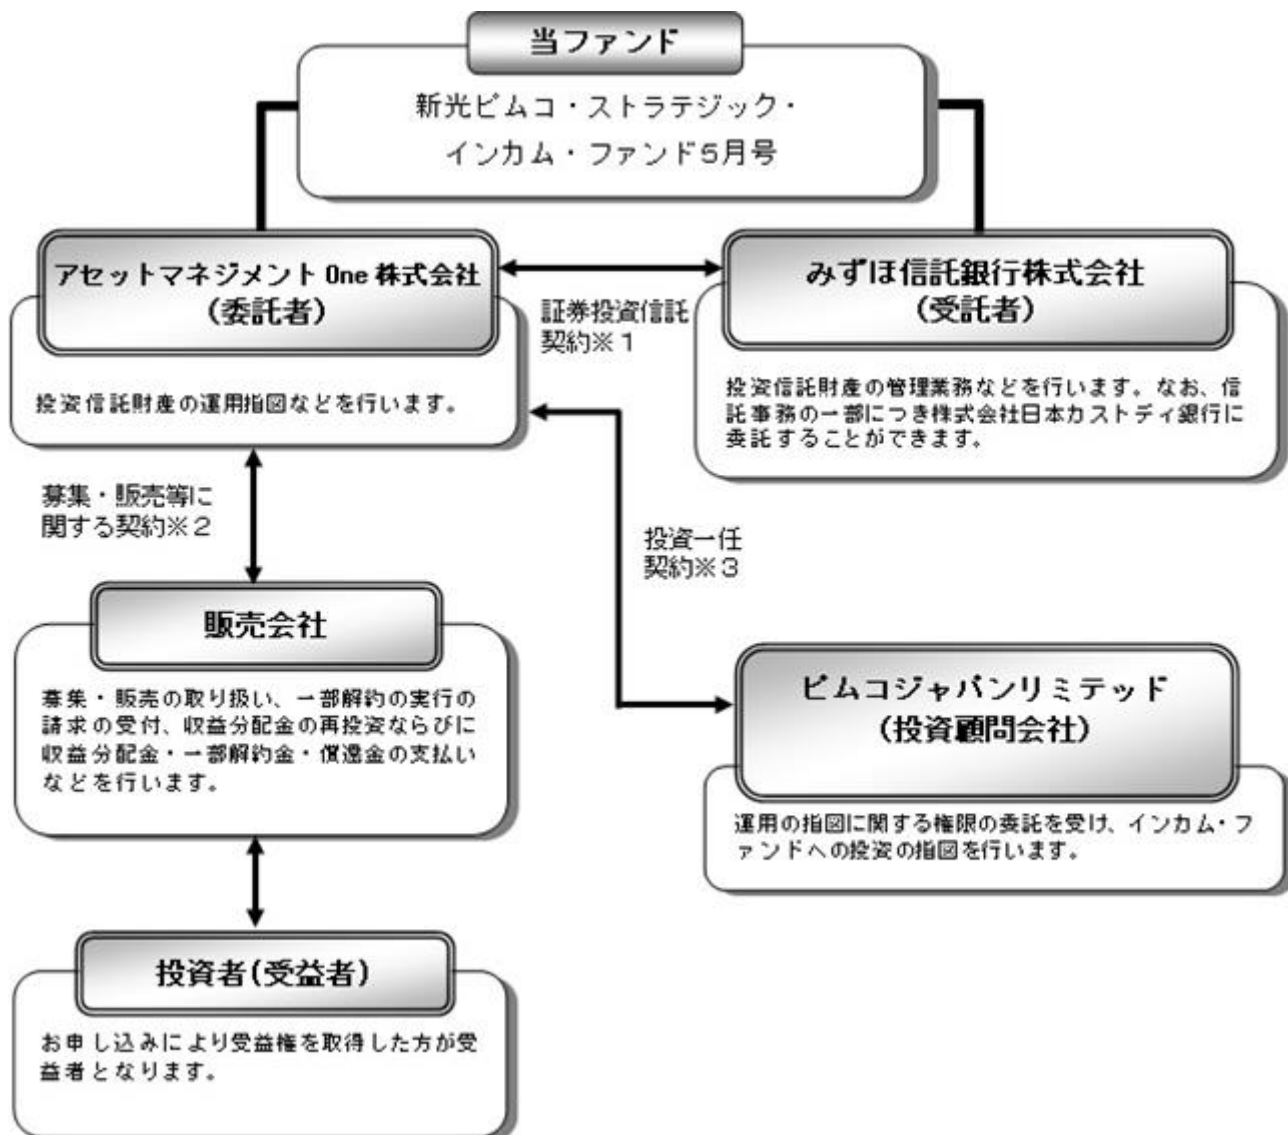 当ファンド
新光ピムコ・ストラテジック・
インカム・ファンド5月号
アセットマネジメント One 株式会社
(委託者)
投資信託財産の運用指図などを行います。
証券投資信託
契約※1
みずほ信託銀行株式会社
(受託者)
投資信託財産の管理業務などを行います。なお、信
託事務の一部につき株式会社日本カストディ銀行に
委託することができます。
募集・販売等に
関する契約※2
投資一任
契約※3
販売会社
募集・販売の取り扱い、一部解約の実行の
請求の受付、収益分配金の再投資ならびに
収益分配金・一部解約金・償還金の支払い
などを行います。
ピムコジャパンリミテッド
(投資顧問会社)
運用の指図に関する権限の委託を受け、インカム・フ
ァンドへの投資の指図を行います。
投資者(受益者)
お申し込みにより受益権を取得した方が受
益者となります。